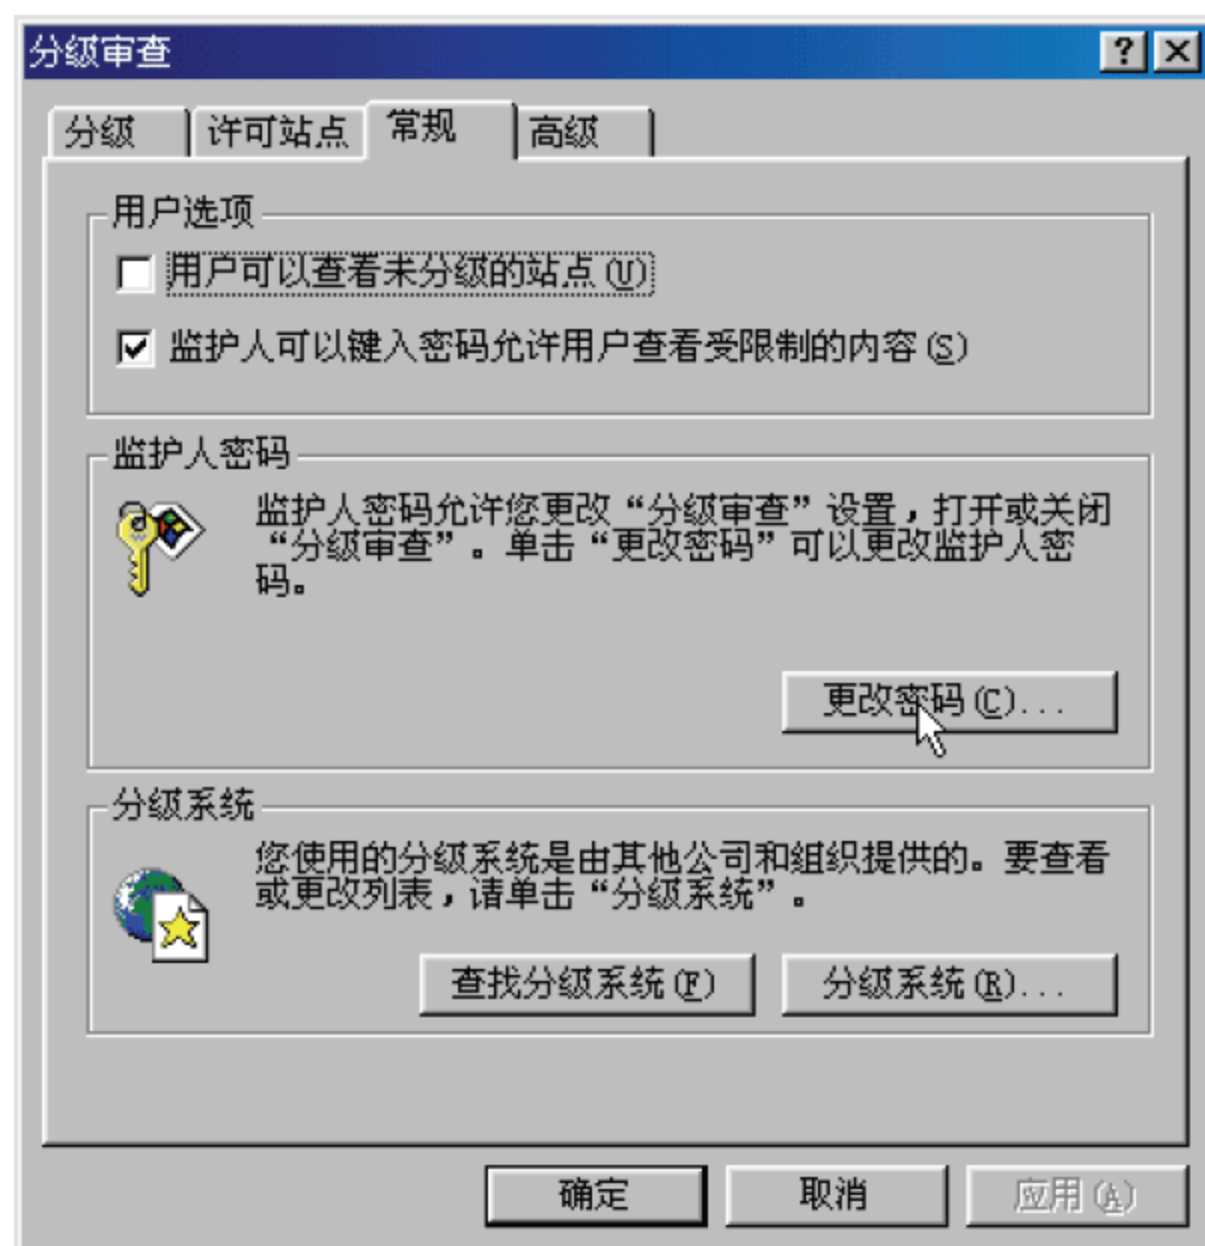 分级审查
分级 许可站点 常规 高级
用户选项
用户可以查看未分级的站点(U)
监护人可以键入密码允许用户查看受限制的内容(S)
监护人密码
监护人密码允许您更改“分级审查”设置，打开或关闭
“分级审查”。单击“更改密码”可以更改监护人密
码。
更改密码(C)...
分级系统
您使用的分级系统是由其他公司和组织提供的。要查看
或更改列表，请单击“分级系统”。
查找分级系统(F) 分级系统(R)...
确定 取消 应用(A)